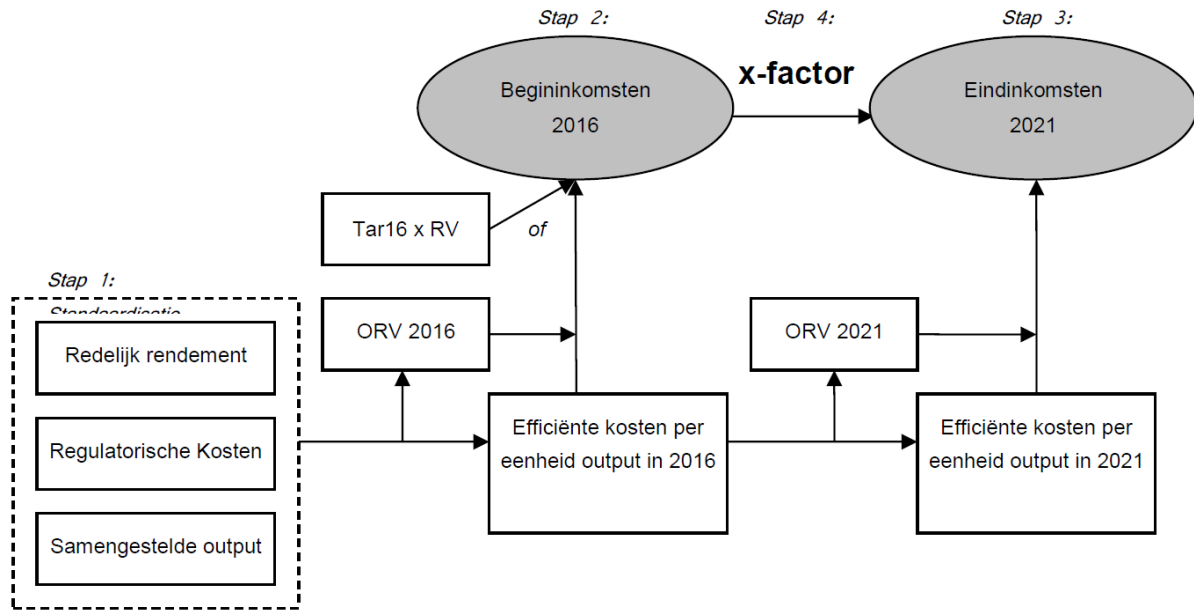 Stap 2:
Stap 4:
Stap 3:
x-factor
Begininkomsten
2016
Eindinkomsten
2021
Tar16 x RV
of
Stap 1:
Standaardisatie
Redelijk rendement
Regulatorische Kosten
Samengestelde output
ORV 2016
ORV 2021
Efficiënte kosten per
eenheid output in 2016
Efficiënte kosten per
eenheid output in 2021